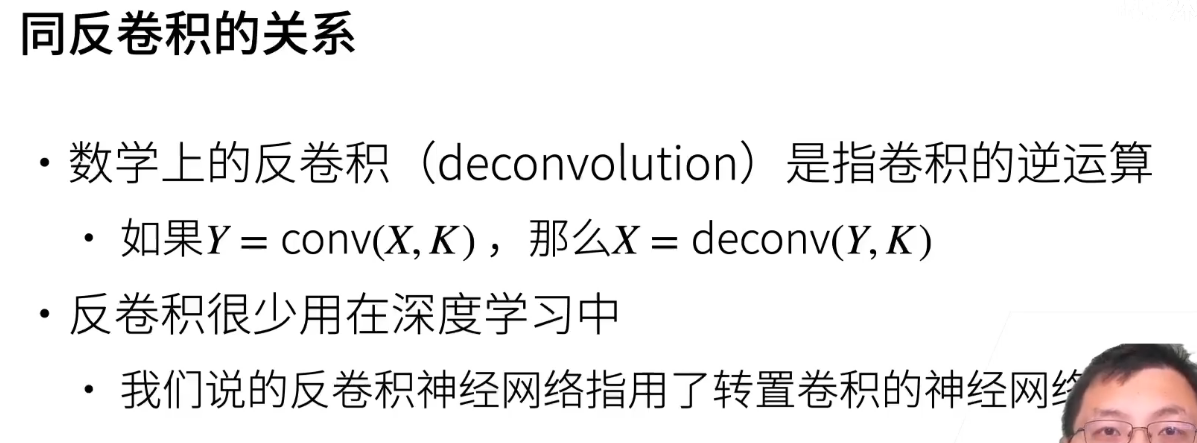 同反卷积的关系
• 数学上的反卷积（deconvolution）是指卷积的逆运算
• 如果Y = conv(X, K)，那么X = deconv(Y, K)
• 反卷积很少用在深度学习中
• 我们说的反卷积神经网络指用了转置卷积的神经网络